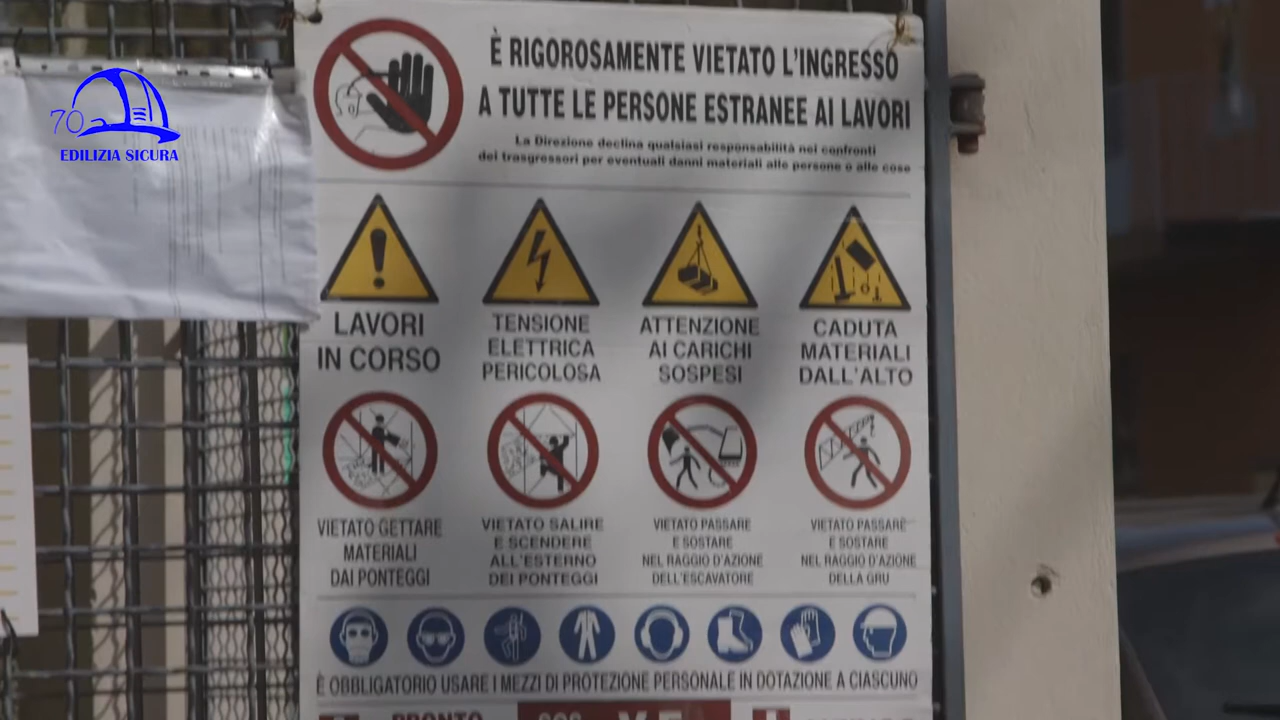 70
EDILIZIA SICURA
È RIGOROSAMENTE VIETATO L'INGRESSO
A TUTTE LE PERSONE ESTRANEE AI LAVORI
La Direzione declina qualsiasi responsabilità nei confronti
dei trasgressori per eventuali danni materiali alle persone o alle cose
LAVORI
IN CORSO
TENSIONE
ELETTRICA
PERICOLOSA
ATTENZIONE
AI CARICHI
SOSPESI
CADUTA
MATERIALI
DALL'ALTO
VIETATO GETTARE
MATERIALI
DAI PONTEGGI
VIETATO SALIRE
E SCENDERE
ALL'ESTERNO
DEI PONTEGGI
VIETATO PASSARE
E SOSTARE
NEL RAGGIO D'AZIONE
DELL'ESCAVATORE
VIETATO PASSARE
E SOSTARE
NEL RAGGIO D'AZIONE
DELLA GRU
È OBBLIGATORIO USARE I MEZZI DI PROTEZIONE PERSONALE IN DOTAZIONE A CIASCUNO
PRONTO